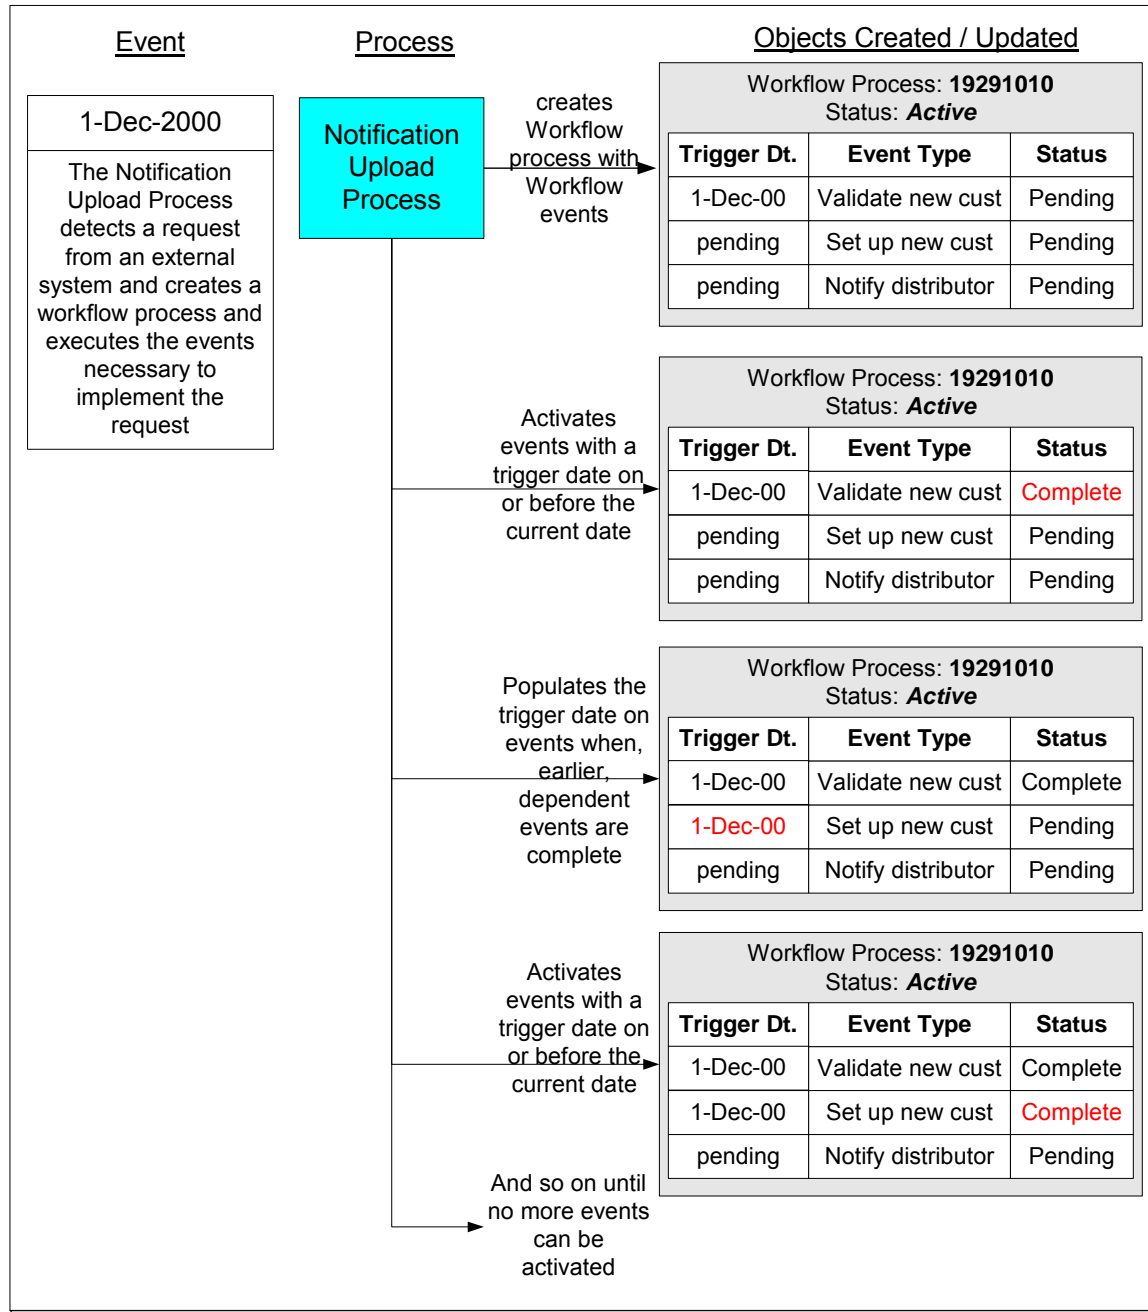 Event
Process
Objects Created / Updated
1-Dec-2000
The Notification
Upload Process
detects a request
from an external
system and creates a
workflow process and
executes the events
necessary to
implement the
request
Notification
Upload
Process
creates
Workflow
process with
Workflow
events
Workflow Process: 19291010
Status: Active
Trigger Dt. Event Type Status
1-Dec-00 Validate new cust Pending
pending Set up new cust Pending
pending Notify distributor Pending
Activates
events with a
trigger date on
or before the
current date
Workflow Process: 19291010
Status: Active
Trigger Dt. Event Type Status
1-Dec-00 Validate new cust Complete
pending Set up new cust Pending
pending Notify distributor Pending
Populates the
trigger date on
events when,
earlier,
dependent
events are
complete
Workflow Process: 19291010
Status: Active
Trigger Dt. Event Type Status
1-Dec-00 Validate new cust Complete
1-Dec-00 Set up new cust Pending
pending Notify distributor Pending
Activates
events with a
trigger date on
or before the
current date
Workflow Process: 19291010
Status: Active
Trigger Dt. Event Type Status
1-Dec-00 Validate new cust Complete
1-Dec-00 Set up new cust Complete
pending Notify distributor Pending
And so on until
no more events
can be
activated